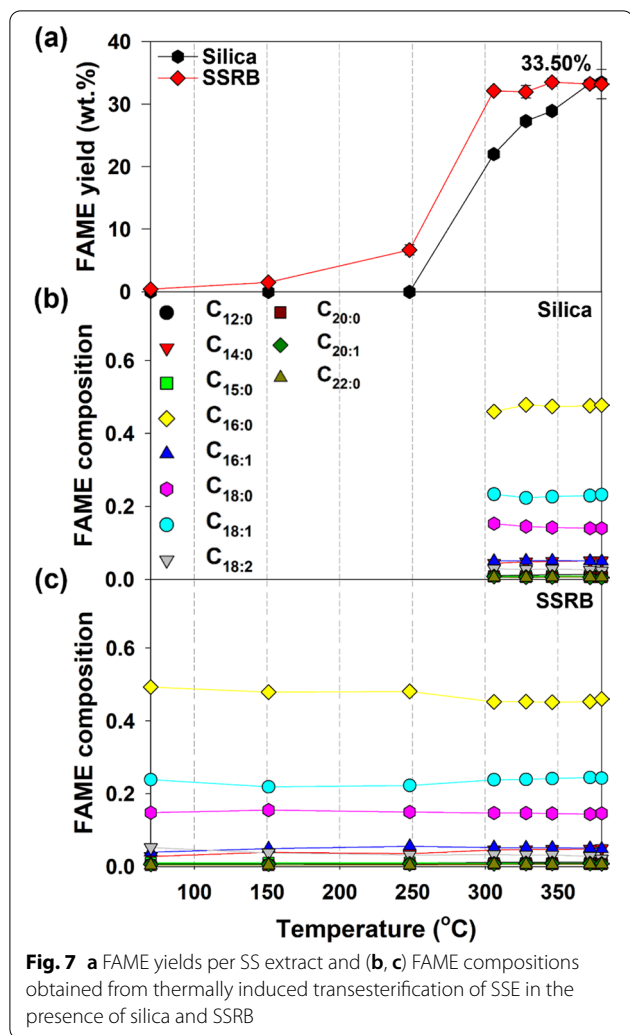 (a)
40
30
20
10
0
FAME yield (wt.%)
Silica
SSRB
33.50%
(b)
0.6
0.4
0.2
0.0
FAME composition
C12:0
C14:0
C15:0
C16:0
C16:1
C18:0
C18:1
C18:2
C20:0
C20:1
C22:0
Silica
(c)
0.6
0.4
0.2
0.0
FAME composition
SSRB
100 150 200 250 300 350
Temperature (°C)
Fig. 7 a FAME yields per SS extract and (b, c) FAME compositions
obtained from thermally induced transesterification of SSE in the
presence of silica and SSRB